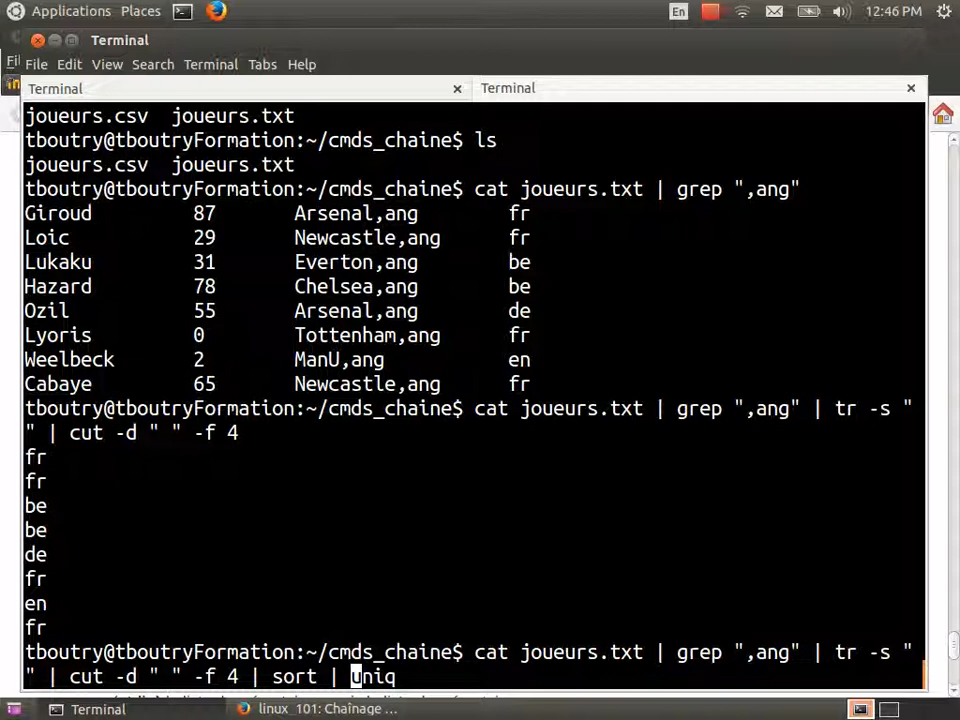 Applications Places En 12:46 PM
Terminal
Fil
File Edit View Search Terminal Tabs Help
Terminal × Terminal ×
joueurs.csv joueurs.txt
tboutry@tboutryFormation:~/cmds_chaine$ ls
joueurs.csv joueurs.txt
tboutry@tboutryFormation:~/cmds_chaine$ cat joueurs.txt | grep ",ang"
Giroud 87 Arsenal,ang fr
Loic 29 Newcastle,ang fr
Lukaku 31 Everton,ang be
Hazard 78 Chelsea,ang be
Ozil 55 Arsenal,ang de
Lyoris 0 Tottenham,ang fr
Weelbeck 2 ManU,ang en
Cabaye 65 Newcastle,ang fr
tboutry@tboutryFormation:~/cmds_chaine$ cat joueurs.txt | grep ",ang" | tr -s "
" | cut -d " " -f 4
fr
fr
be
be
de
fr
en
fr
tboutry@tboutryFormation:~/cmds_chaine$ cat joueurs.txt | grep ",ang" | tr -s "
" | cut -d " " -f 4 | sort | uniq
Terminal linux_101: Chaînage ...